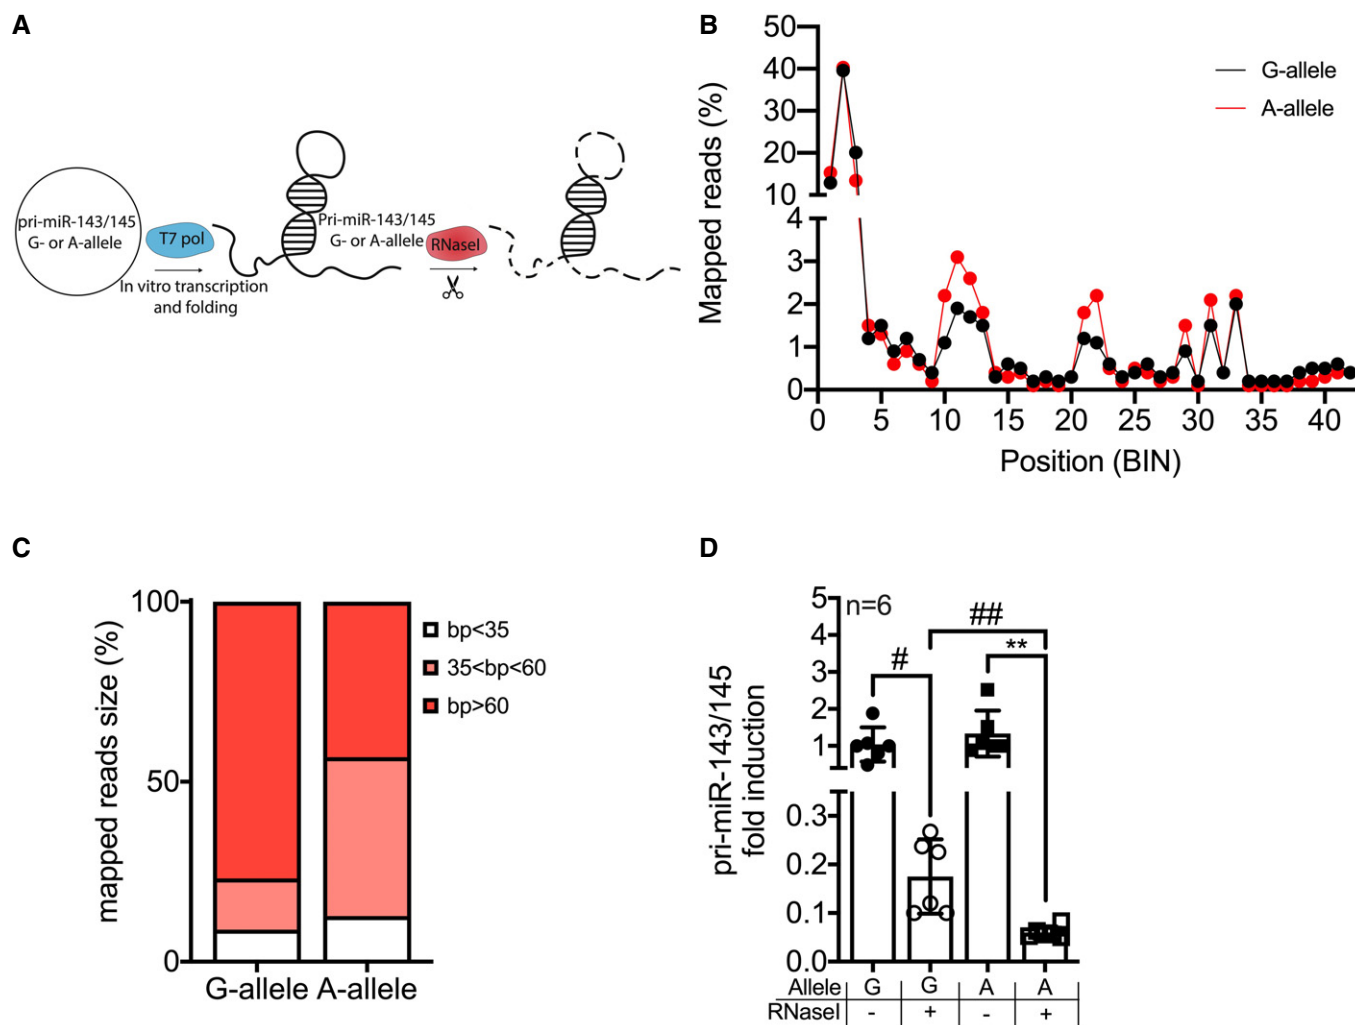 A
pri-miR-143/145
G- or A-allele
T7 pol
In vitro transcription
and folding
Pri-miR-143/145
G- or A-allele
RNaseI
B
Mapped reads (%)
50
40
30
20
10
4
3
2
1
0
0 5 10 15 20 25 30 35 40
Position (BIN)
G-allele
A-allele
C
mapped reads size (%)
100
50
0
G-allele A-allele
bp<35
35<bp<60
bp>60
D
pri-miR-143/145
fold induction
5
4
3
2
1
0.3
0.2
0.1
0.0
n=6
#
##
**
Allele G G A A
RNaseI - + - +